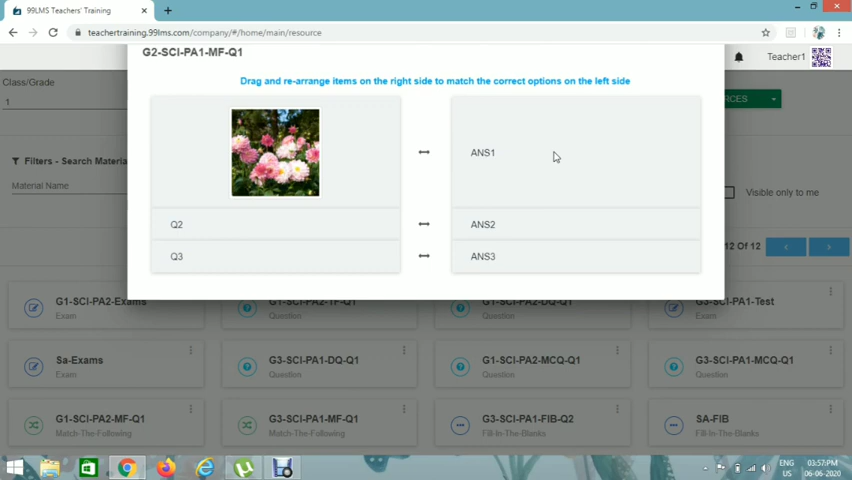 99LMS Teachers' Training
teachertraining.99lms.com/company/#/home/main/resource
G2-SCI-PA1-MF-Q1
Teacher1
Class/Grade
1
Drag and re-arrange items on the right side to match the correct options on the left side
RCES
ANS1
Filters - Search Materia
Material Name
Visible only to me
Q2
ANS2
Q3
ANS3
12 Of 12
G1-SCI-PA2-Exams
Exam
G1-SCI-PA2-TF-Q1
Question
G1-SCI-PA2-DQ-Q1
Question
G3-SCI-PA1-Test
Exam
Sa-Exams
Exam
G3-SCI-PA1-DQ-Q1
Question
G1-SCI-PA2-MCQ-Q1
Question
G3-SCI-PA1-MCQ-Q1
Question
G1-SCI-PA2-MF-Q1
Match-The-Following
G3-SCI-PA1-MF-Q1
Match-The-Following
G3-SCI-PA1-FIB-Q2
Fill-In-The-Blanks
SA-FIB
Fill-In-The-Blanks
ENG
US
03:57-PM
06-06-2020